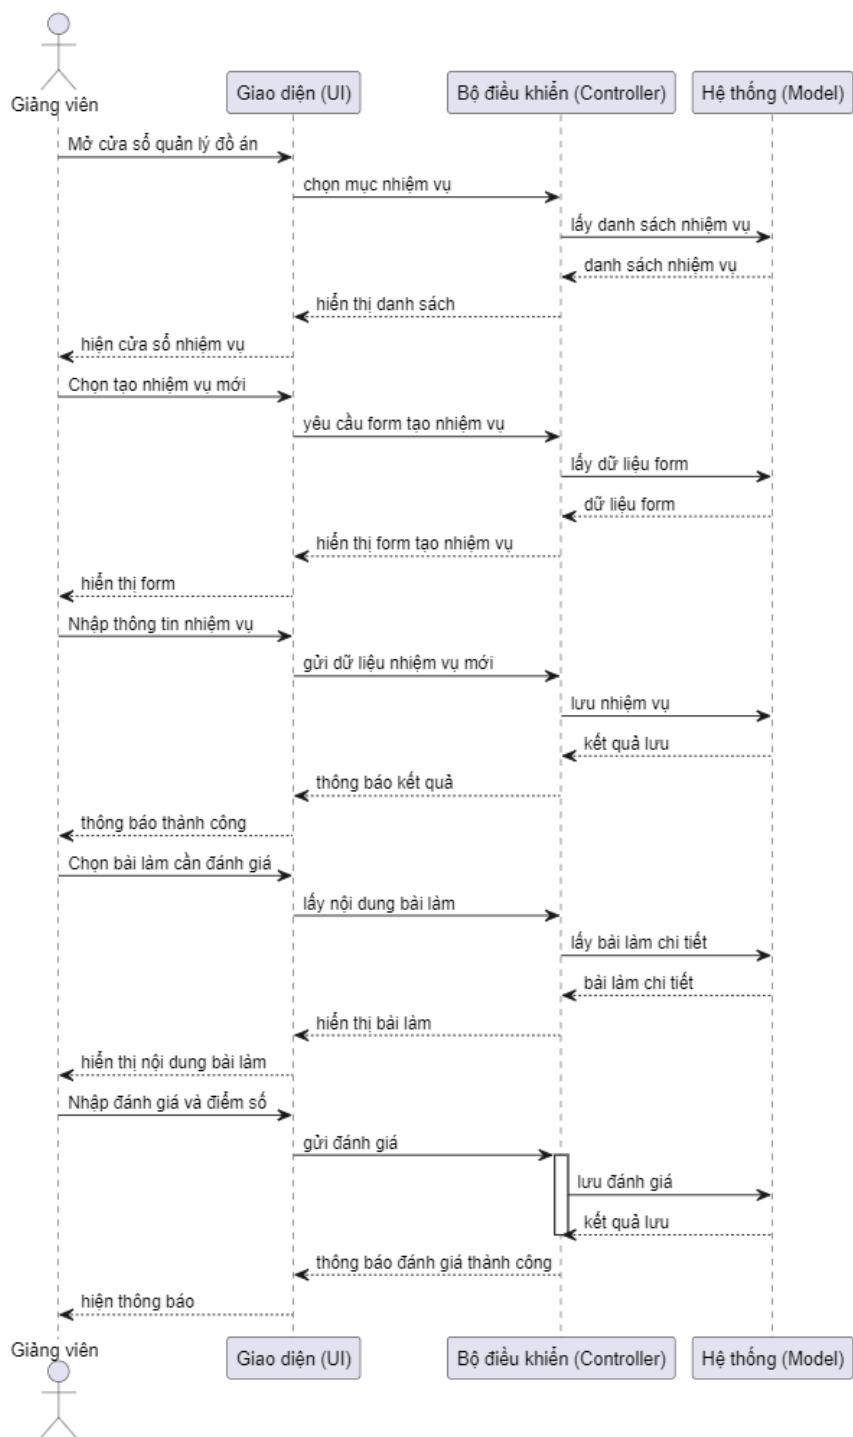 Giảng viên
Giao diện (UI)
Bộ điều khiển (Controller)
Hệ thống (Model)
Mở cửa sổ quản lý đồ án
chọn mục nhiệm vụ
lấy danh sách nhiệm vụ
danh sách nhiệm vụ
hiển thị danh sách
hiện cửa sổ nhiệm vụ
Chọn tạo nhiệm vụ mới
yêu cầu form tạo nhiệm vụ
lấy dữ liệu form
dữ liệu form
hiển thị form tạo nhiệm vụ
hiển thị form
Nhập thông tin nhiệm vụ
gửi dữ liệu nhiệm vụ mới
lưu nhiệm vụ
kết quả lưu
thông báo kết quả
thông báo thành công
Chọn bài làm cần đánh giá
lấy nội dung bài làm
lấy bài làm chi tiết
bài làm chi tiết
hiển thị bài làm
hiển thị nội dung bài làm
Nhập đánh giá và điểm số
gửi đánh giá
lưu đánh giá
kết quả lưu
thông báo đánh giá thành công
hiện thông báo
Giảng viên
Giao diện (UI)
Bộ điều khiển (Controller)
Hệ thống (Model)